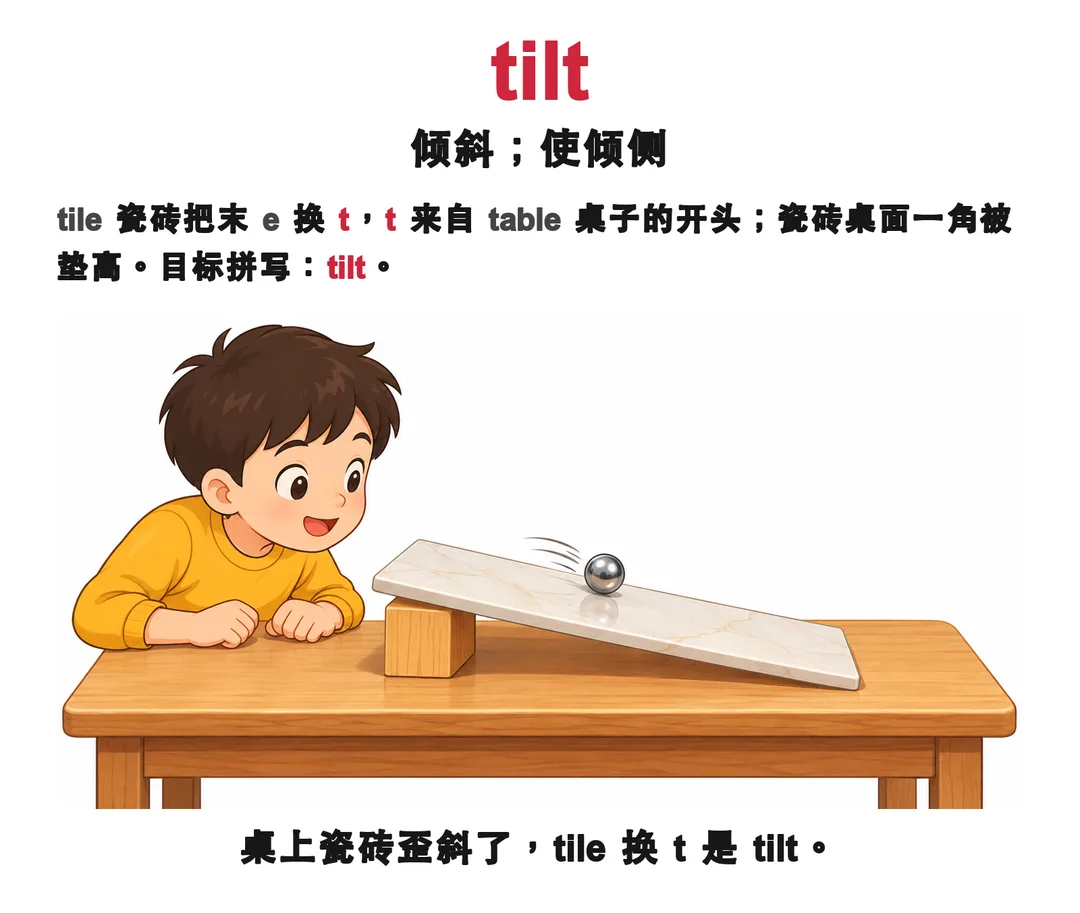 tilt
倾斜；使倾侧
tile 瓷砖把末 e 换 t，t 来自 table 桌子的开头；瓷砖桌面一角被
垫高。目标拼写：tilt。
桌上瓷砖歪斜了，tile 换 t 是 tilt。